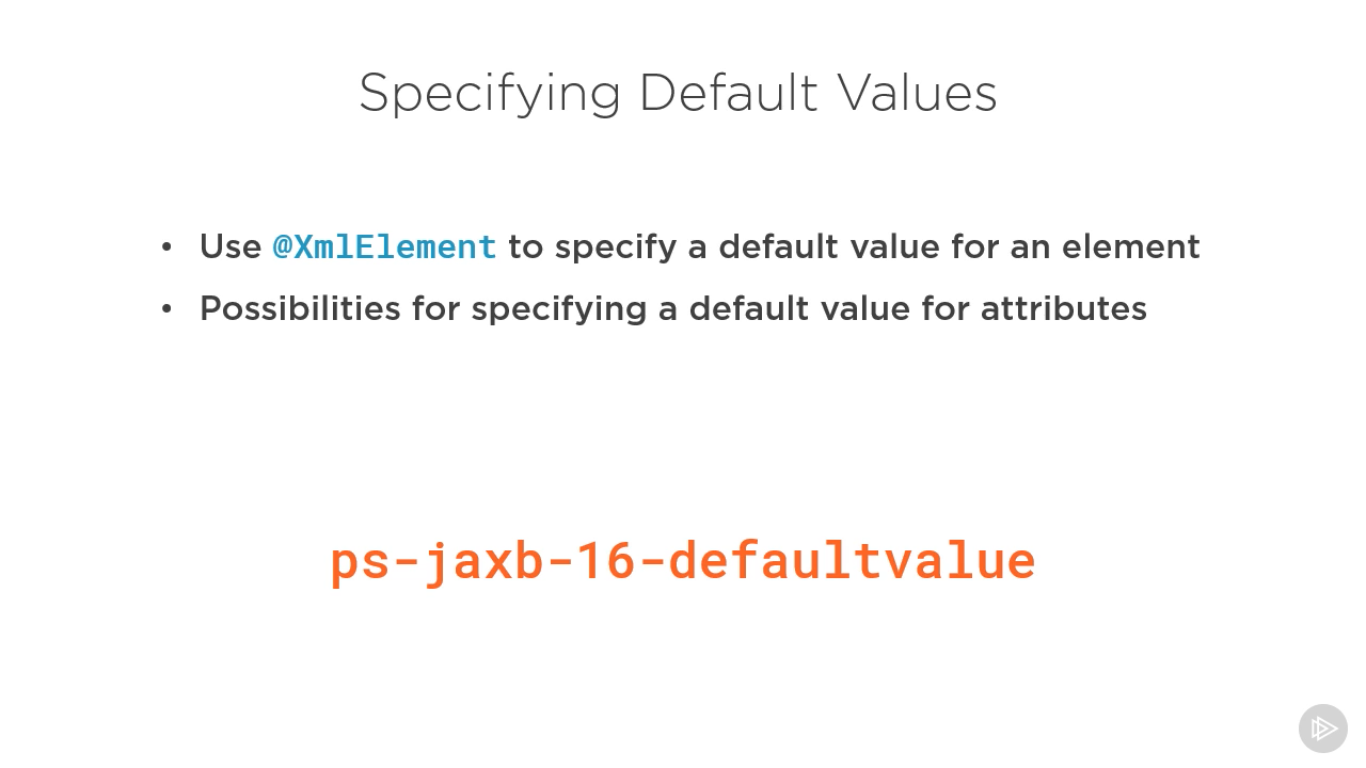 Specifying Default Values
• Use @XmlElement to specify a default value for an element
• Possibilities for specifying a default value for attributes
ps-jaxb-16-defaultvalue